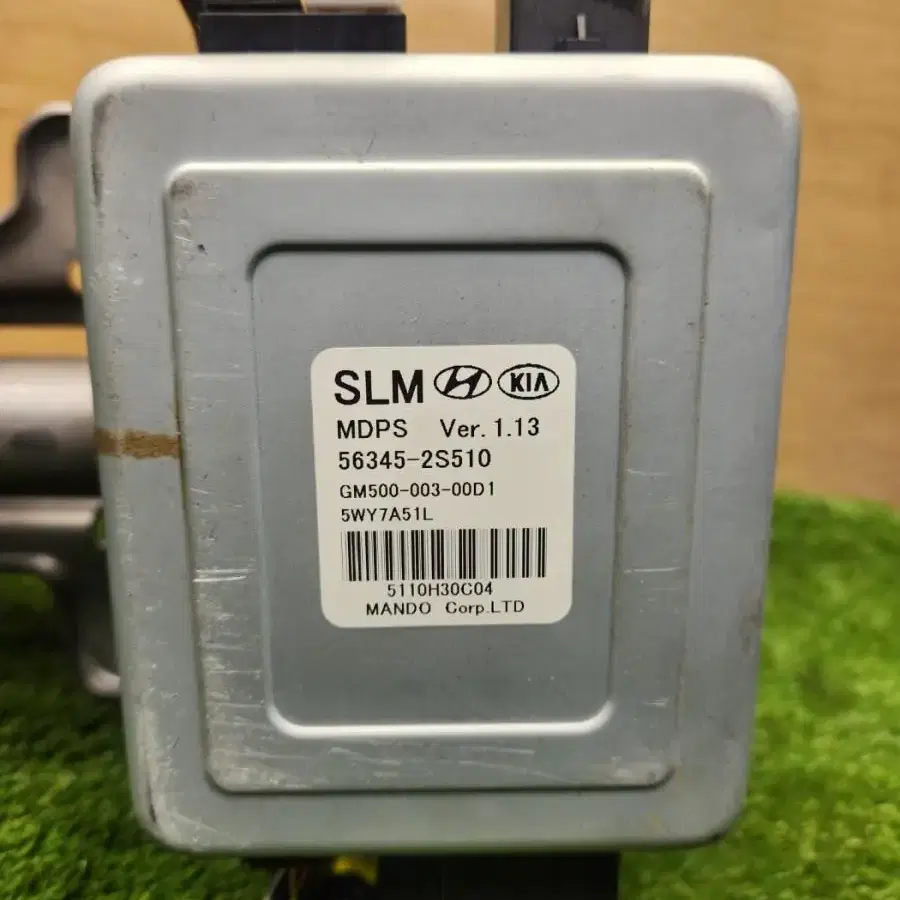 SLM KIA
MDPS Ver. 1.13
56345-2S510
GM500-003-00D1
5WY7A51L
5110H30C04
MANDO Corp.LTD